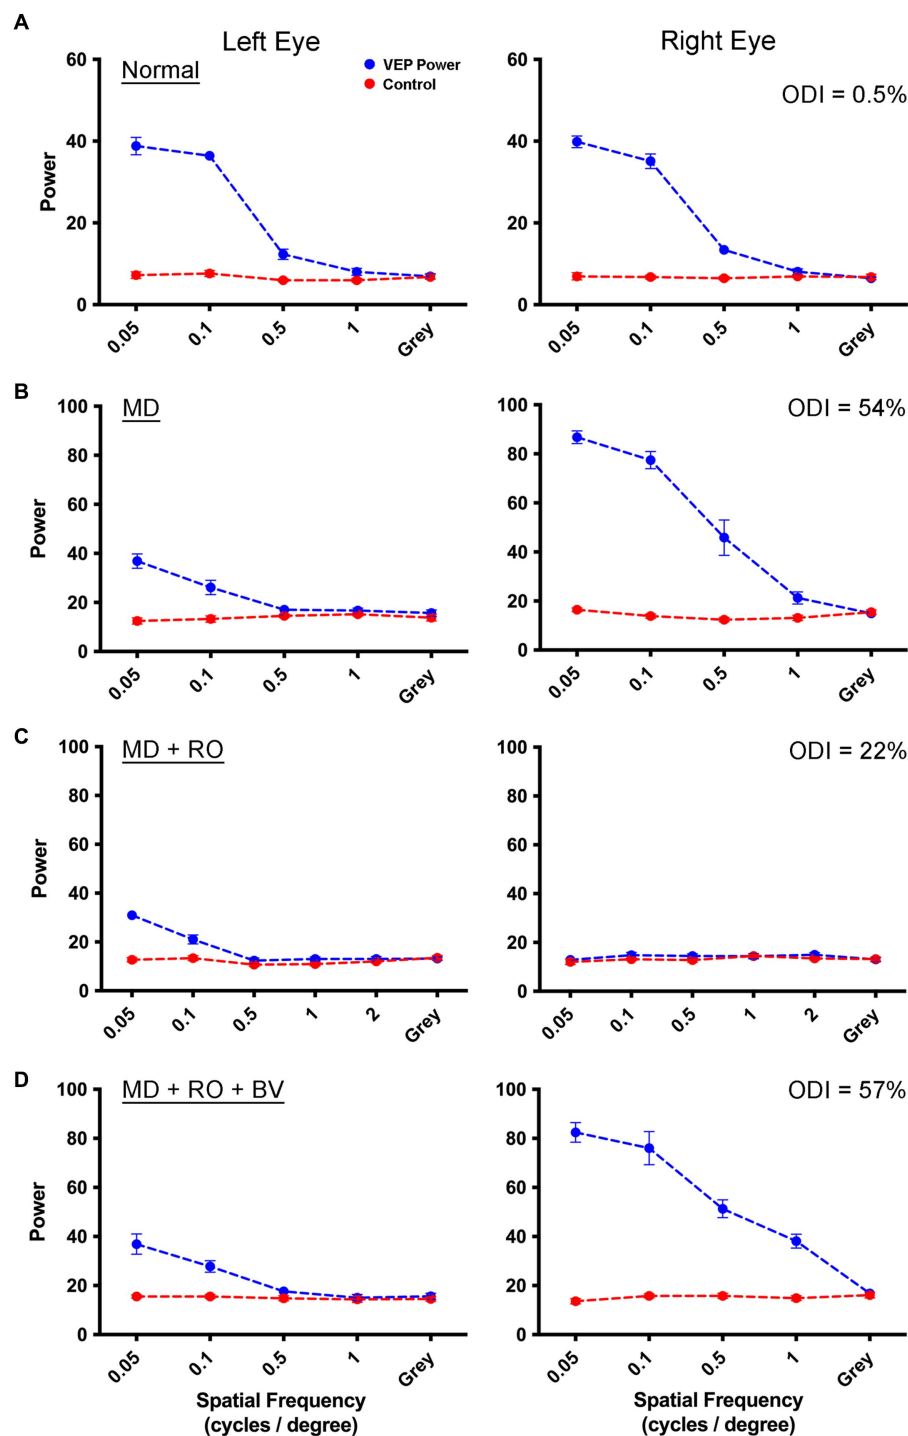 A
Left Eye
Right Eye
Normal
VEP Power
Control
ODI = 0.5%
60
40
20
0
Power
0.05
0.1
0.5
1
Grey
60
40
20
0
0.05
0.1
0.5
1
Grey
B
MD
ODI = 54%
100
80
60
40
20
0
Power
0.05
0.1
0.5
1
Grey
100
80
60
40
20
0
0.05
0.1
0.5
1
Grey
C
MD + RO
ODI = 22%
100
80
60
40
20
0
Power
0.05
0.1
0.5
1
2
Grey
100
80
60
40
20
0
0.05
0.1
0.5
1
2
Grey
D
MD + RO + BV
ODI = 57%
100
80
60
40
20
0
Power
0.05
0.1
0.5
1
Grey
Spatial Frequency
(cycles / degree)
100
80
60
40
20
0
0.05
0.1
0.5
1
Grey
Spatial Frequency
(cycles / degree)